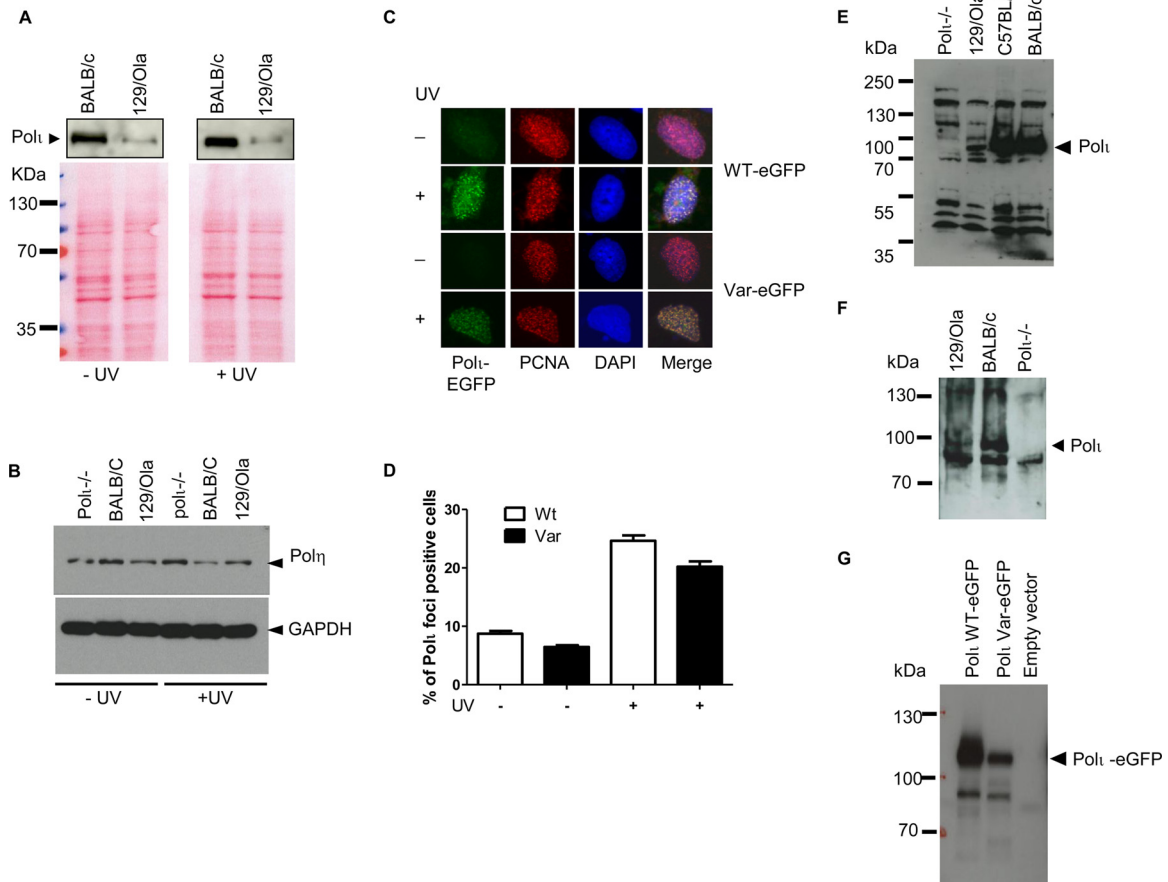 A
BALB/c
129/Ola
BALB/c
129/Ola
Polι
KDa
130
70
35
- UV
+ UV
B
Polι-/-
BALB/C
129/Ola
polι-/-
BALB/C
129/Ola
Polη
GAPDH
- UV
+UV
C
UV
–
+
–
+
WT-eGFP
Var-eGFP
Polι-
EGFP
PCNA
DAPI
Merge
D
% of Polι foci positive cells
30
20
10
0
Wt
Var
UV - - + +
E
kDa
Polι-/-
129/Ola
C57BL
BALB/c
250
130
100
70
55
35
Polι
F
kDa
129/Ola
BALB/c
Polι-/-
130
100
70
Polι
G
kDa
Polι WT-eGFP
Polι Var-eGFP
Empty vector
130
100
70
Polι -eGFP